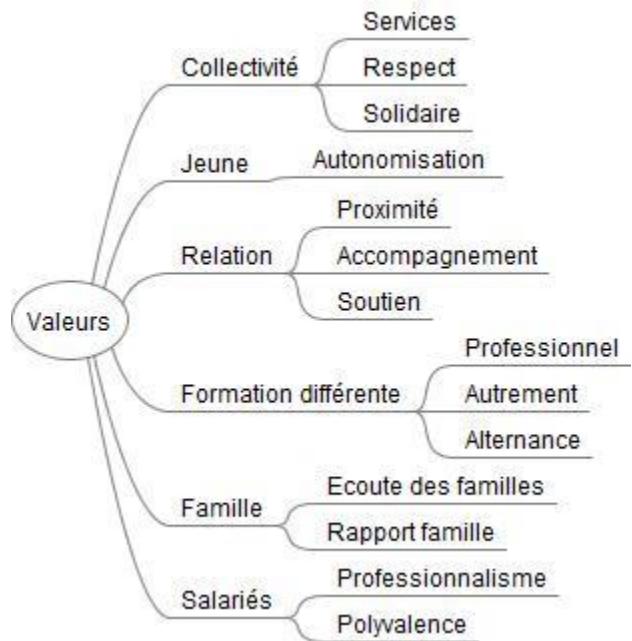 Valeurs
Collectivité
Services
Respect
Solidaire
Jeune
Autonomisation
Relation
Proximité
Accompagnement
Soutien
Formation différente
Professionnel
Autrement
Alternance
Famille
Ecoute des familles
Rapport famille
Salariés
Professionnalisme
Polyvalence